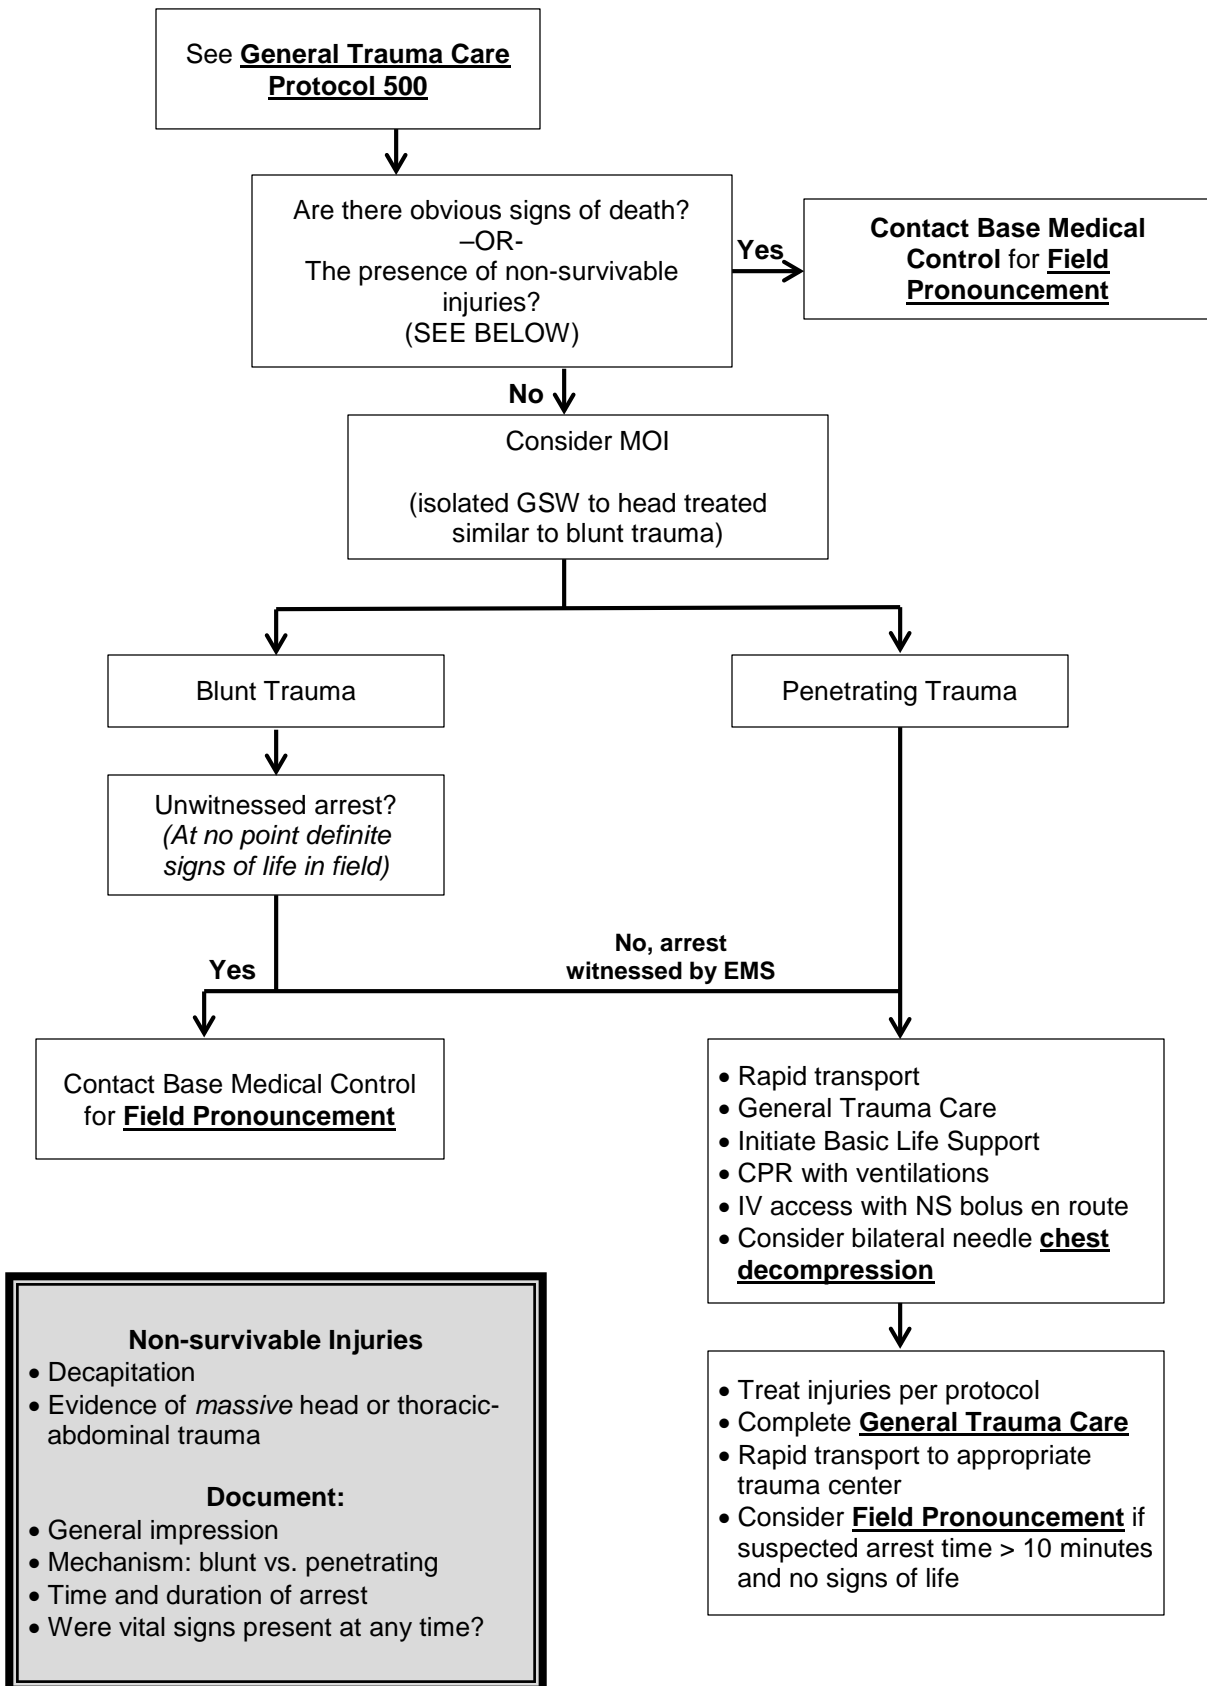 See General Trauma Care
Protocol 500
Are there obvious signs of death?
–OR-
The presence of non-survivable
injuries?
(SEE BELOW)
Yes
Contact Base Medical
Control for Field
Pronouncement
No
Consider MOI
(isolated GSW to head treated
similar to blunt trauma)
Blunt Trauma
Penetrating Trauma
Unwitnessed arrest?
(At no point definite
signs of life in field)
Yes
No, arrest
witnessed by EMS
Contact Base Medical Control
for Field Pronouncement
• Rapid transport
• General Trauma Care
• Initiate Basic Life Support
• CPR with ventilations
• IV access with NS bolus en route
• Consider bilateral needle chest
decompression
Non-survivable Injuries
• Decapitation
• Evidence of massive head or thoracic-
abdominal trauma
Document:
• General impression
• Mechanism: blunt vs. penetrating
• Time and duration of arrest
• Were vital signs present at any time?
• Treat injuries per protocol
• Complete General Trauma Care
• Rapid transport to appropriate
trauma center
• Consider Field Pronouncement if
suspected arrest time > 10 minutes
and no signs of life